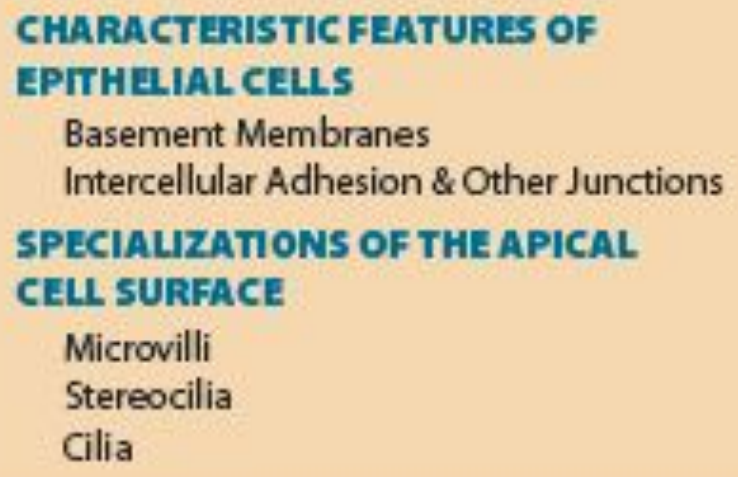 CHARACTERISTIC FEATURES OF
EPITHELIAL CELLS
Basement Membranes
Intercellular Adhesion & Other Junctions
SPECIALIZATIONS OF THE APICAL
CELL SURFACE
Microvilli
Stereocilia
Cilia